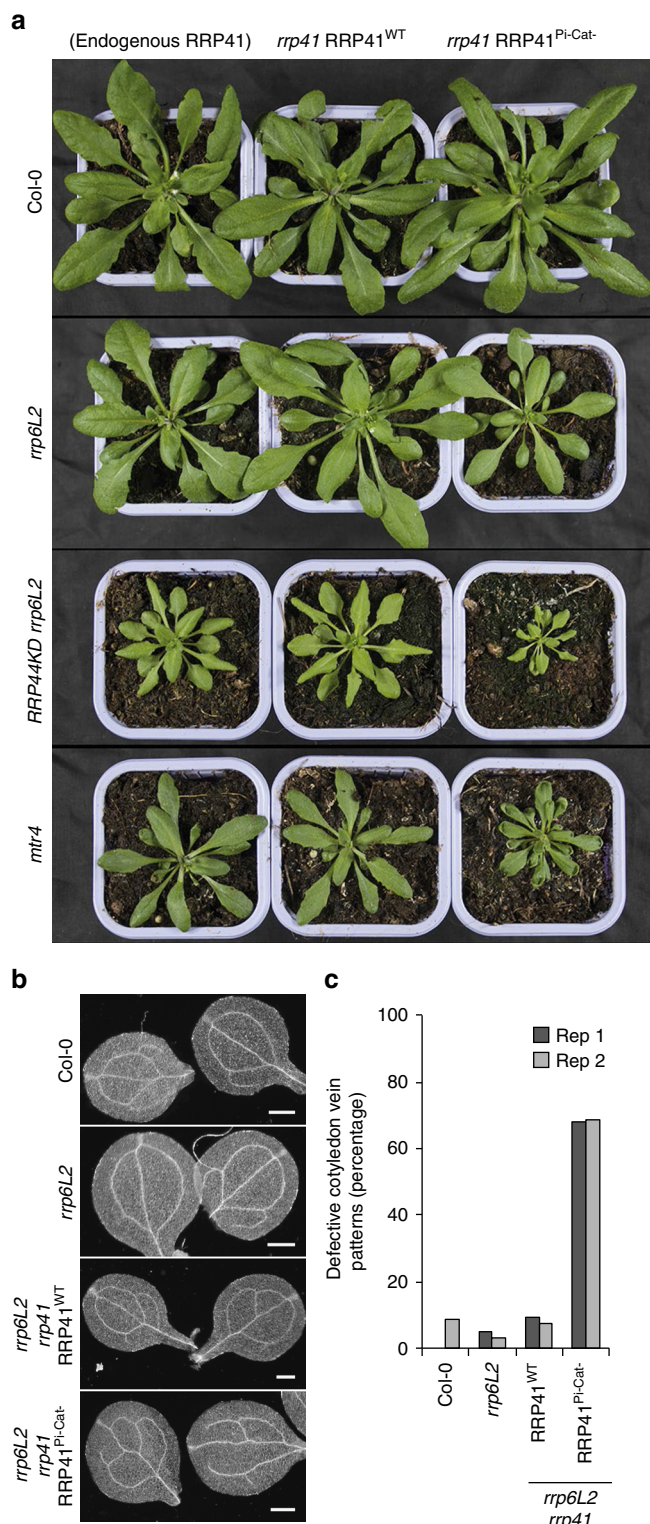 a
(Endogenous RRP41) rrp41 RRP41WT rrp41 RRP41Pi-Cat-
Col-0
rrp6L2
RRP44KD rrp6L2
mtr4
b
Col-0
rrp6L2
rrp6L2
rrp41
RRP41WT
rrp6L2
rrp41
RRP41Pi-Cat-
c
Defective cotyledon vein
patterns (percentage)
100
80
60
40
20
0
Rep 1
Rep 2
Col-0
rrp6L2
RRP41WT
RRP41Pi-Cat-
rrp6L2
rrp41